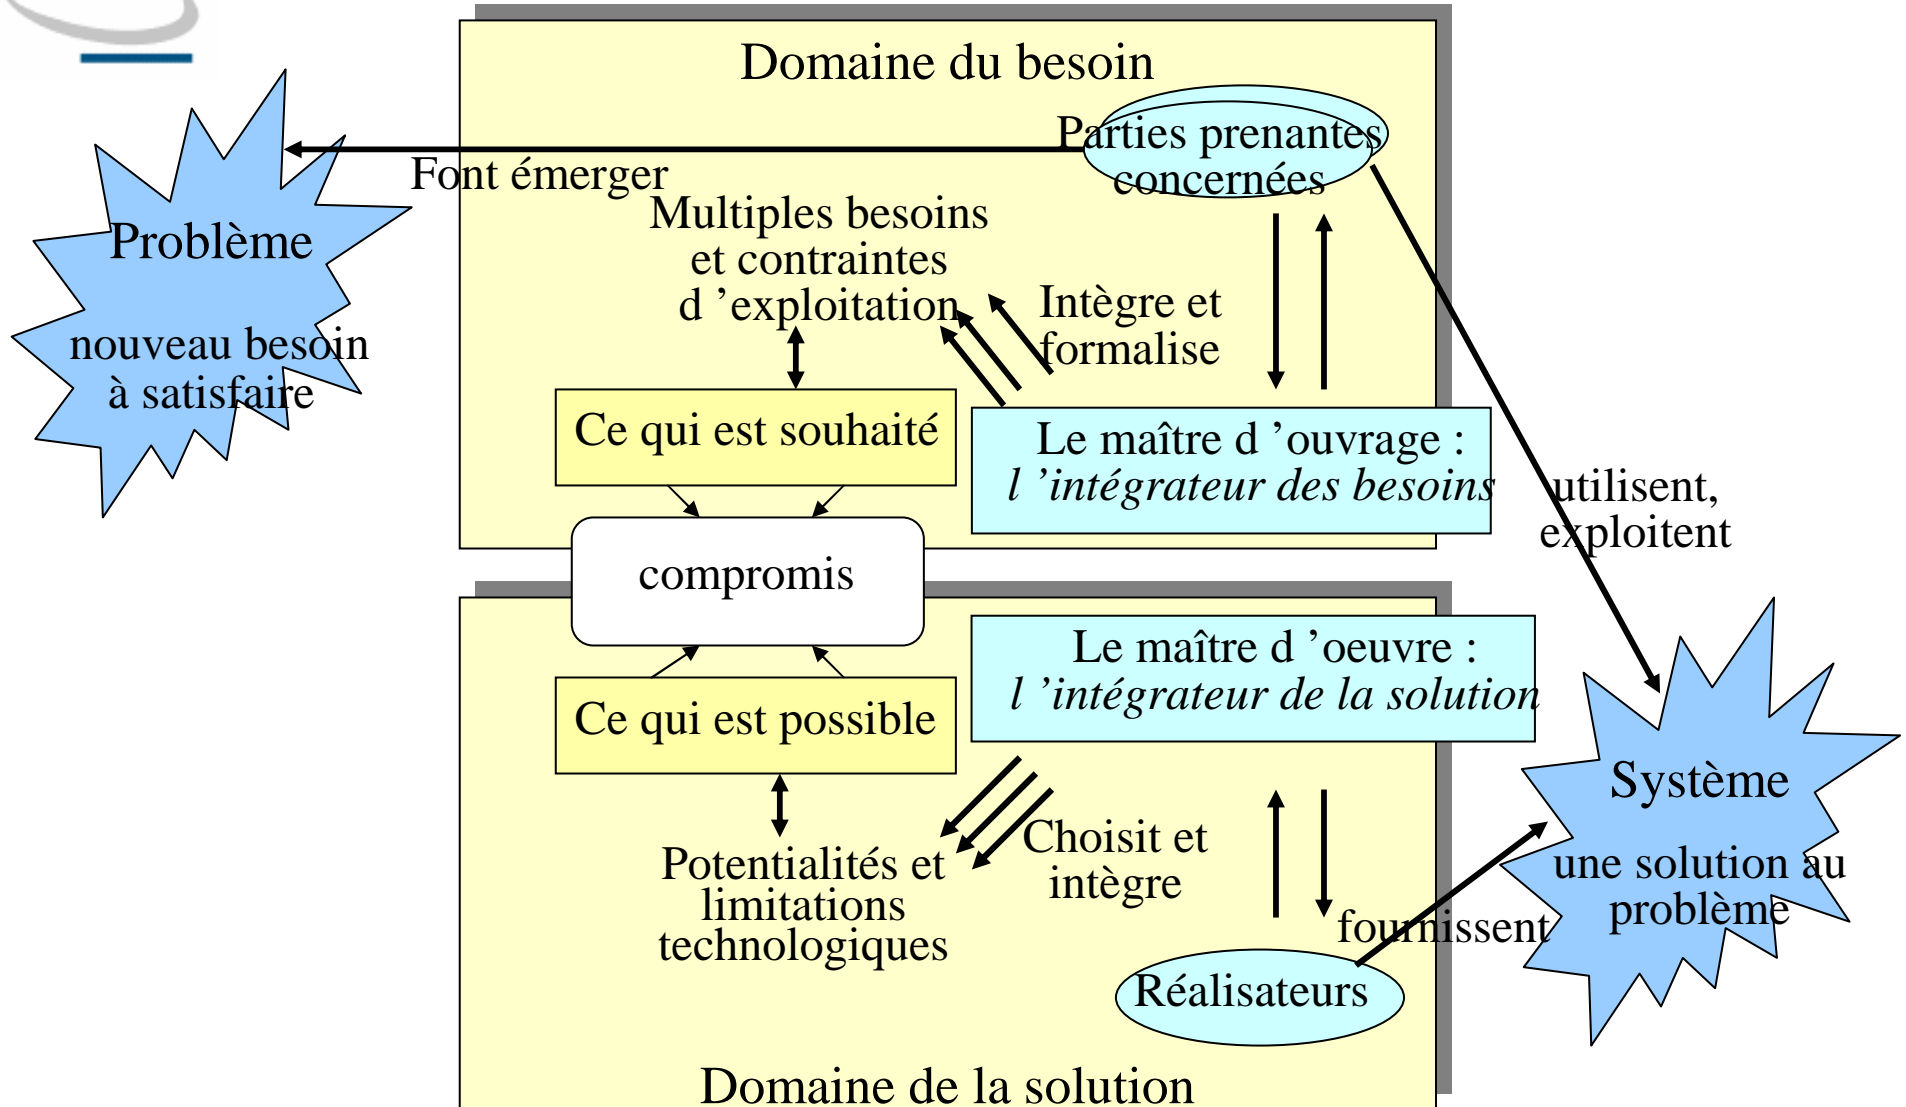 Domaine du besoin
Parties prenantes
concernées
Font émerger
Problème
nouveau besoin
à satisfaire
Multiples besoins
et contraintes
d ’exploitation
Intègre et
formalise
Ce qui est souhaité
Le maître d ’ouvrage :
l ’intégrateur des besoins
utilisent,
exploitent
compromis
Le maître d ’oeuvre :
l ’intégrateur de la solution
Ce qui est possible
Choisit et
intègre
Potentialités et
limitations
technologiques
Système
une solution au
problème
fournissent
Réalisateurs
Domaine de la solution